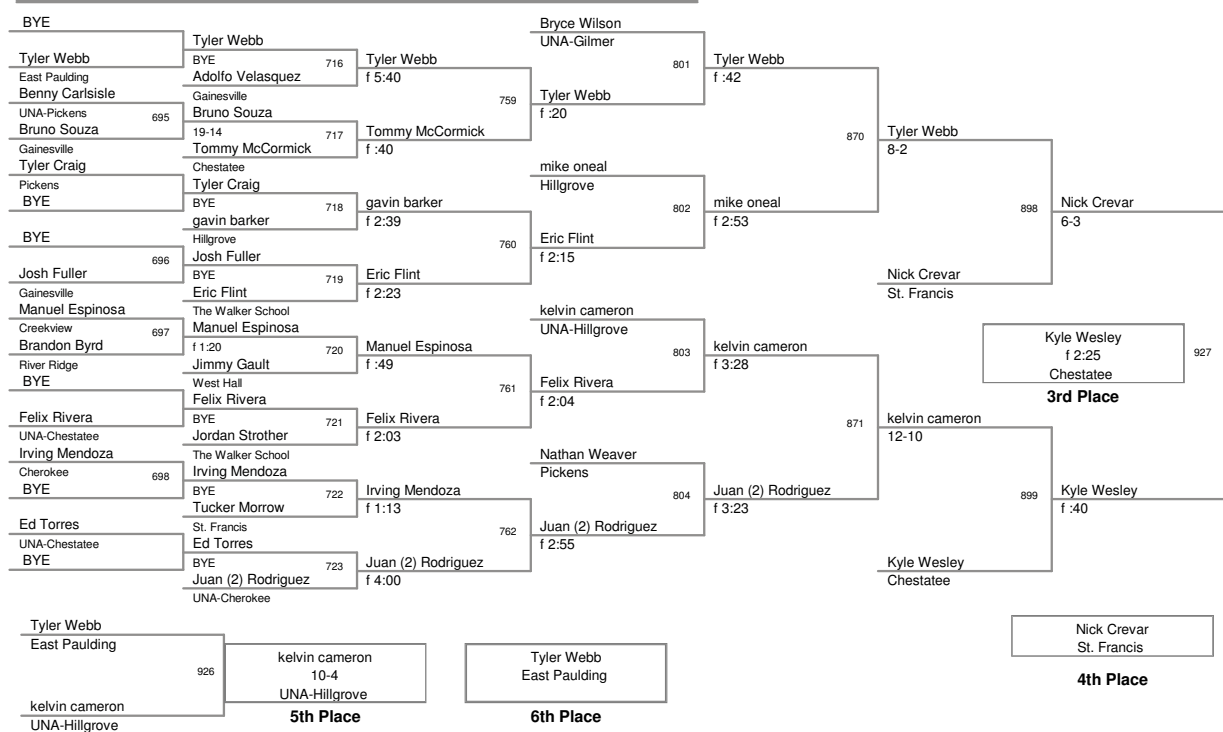 BYE
Tyler Webb
East Paulding
Benny Carlsisle
UNA-Pickens
695
Bruno Souza
Gainesville
Tyler Craig
Pickens
BYE
BYE
696
Josh Fuller
Gainesville
Manuel Espinosa
Creekview
697
Brandon Byrd
River Ridge
BYE
Felix Rivera
UNA-Chestatee
Irving Mendoza
Cherokee
698
BYE
Ed Torres
UNA-Chestatee
BYE
Tyler Webb
BYE
716
Adolfo Velasquez
Gainesville
Bruno Souza
19-14
717
Tommy McCormick
Chestatee
Tyler Craig
BYE
718
gavin barker
Hillgrove
Josh Fuller
BYE
719
Eric Flint
The Walker School
Manuel Espinosa
f 1:20
720
Jimmy Gault
West Hall
Felix Rivera
BYE
721
Jordan Strother
The Walker School
Irving Mendoza
BYE
722
Tucker Morrow
St. Francis
Ed Torres
BYE
723
Juan (2) Rodriguez
UNA-Cherokee
Tyler Webb
f 5:40
759
Tommy McCormick
f :40
gavin barker
f 2:39
760
Eric Flint
f 2:23
Manuel Espinosa
f :49
761
Felix Rivera
f 2:03
Irving Mendoza
f 1:13
762
Juan (2) Rodriguez
f 4:00
Bryce Wilson
UNA-Gilmer
801
Tyler Webb
f :20
mike oneal
Hillgrove
802
Eric Flint
f 2:15
kelvin cameron
UNA-Hillgrove
803
Felix Rivera
f 2:04
Nathan Weaver
Pickens
804
Juan (2) Rodriguez
f 2:55
Tyler Webb
f :42
870
mike oneal
f 2:53
kelvin cameron
f 3:28
871
Juan (2) Rodriguez
f 3:23
Tyler Webb
8-2
898
Nick Crevar
St. Francis
kelvin cameron
12-10
899
Kyle Wesley
Chestatee
Nick Crevar
6-3
Kyle Wesley
f 2:25
Chestatee
927
3rd Place
Kyle Wesley
f :40
Nick Crevar
St. Francis
4th Place
Tyler Webb
East Paulding
926
kelvin cameron
UNA-Hillgrove
kelvin cameron
10-4
UNA-Hillgrove
5th Place
Tyler Webb
East Paulding
6th Place